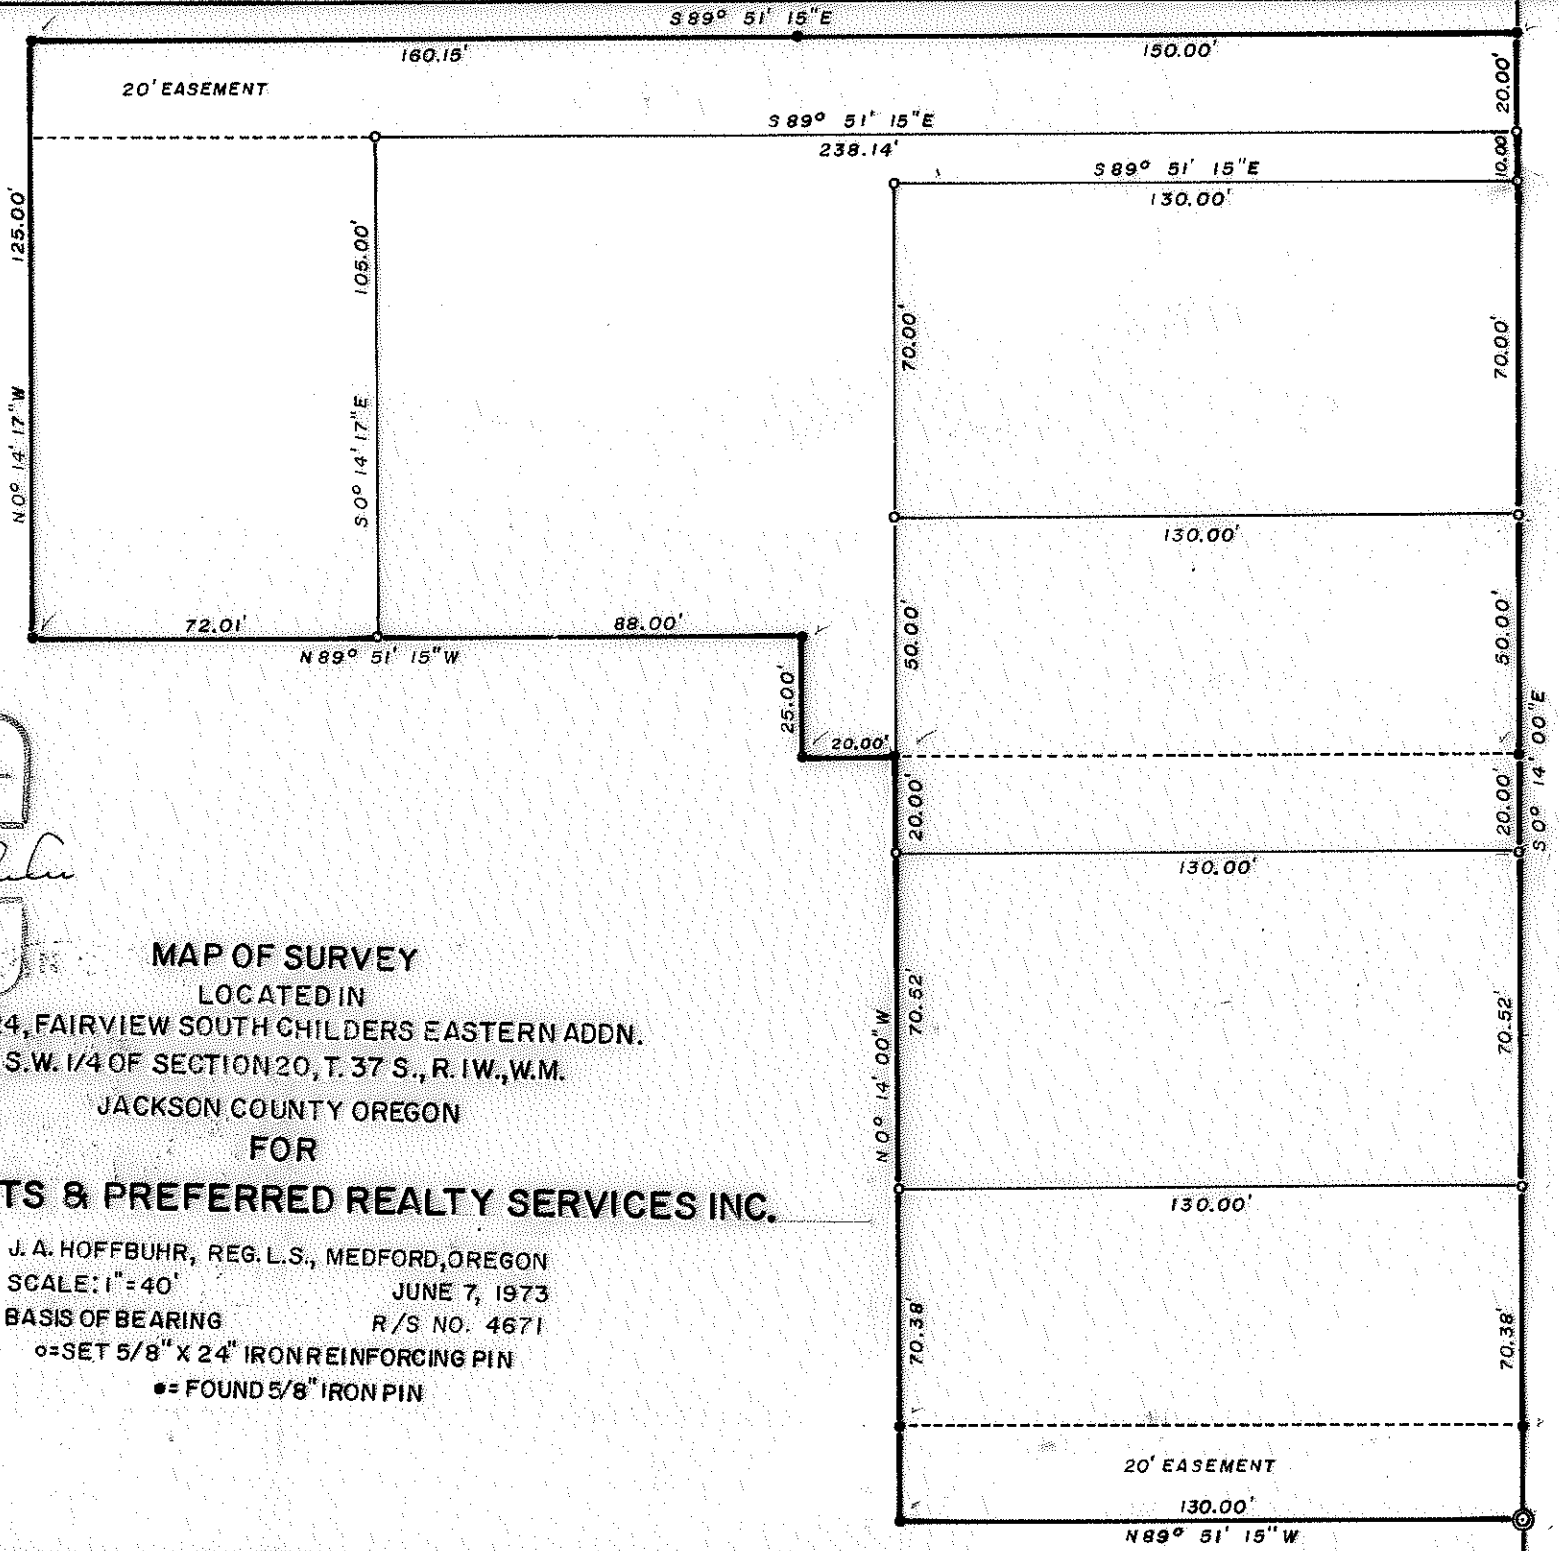 S 89° 51' 15" E
160.15'
150.00'
20.00'
20' EASEMENT
S 89° 51' 15" E
238.14'
10.00
S 89° 51' 15" E
130.00'
125.00'
N 0° 14' 17" W
105.00'
S 0° 14' 17" E
70.00'
70.00'
130.00'
72.01'
88.00'
N 89° 51' 15" W
50.00'
50.00'
25.00'
20.00'
S 0° 14' 00" E
20.00'
20.00'
130.00'
MAP OF SURVEY
LOCATED IN
24, FAIRVIEW SOUTH CHILDERS EASTERN ADDN.
S.W. 1/4 OF SECTION 20, T. 37 S., R. 1W., W.M.
JACKSON COUNTY OREGON
FOR
TS & PREFERRED REALTY SERVICES INC.
J. A. HOFFBUHR, REG. L.S., MEDFORD, OREGON
SCALE: 1" = 40'
JUNE 7, 1973
BASIS OF BEARING
R/S NO. 4671
o = SET 5/8" X 24" IRON REINFORCING PIN
● = FOUND 5/8" IRON PIN
70.52'
70.52'
N 0° 14' 00" W
130.00'
70.38'
70.38'
20' EASEMENT
130.00'
N 89° 51' 15" W